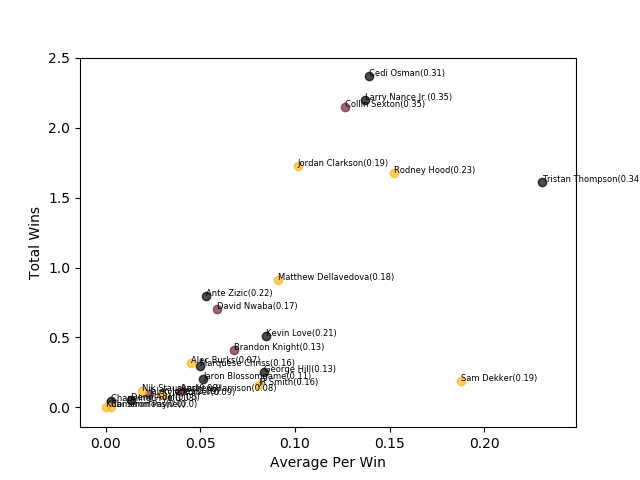 2.5
2.0
1.5
1.0
0.5
0.0
Total Wins
Cedi Osman(0.31)
Larry Nance Jr.(0.35)
Collin Sexton(0.35)
Jordan Clarkson(0.19)
Rodney Hood(0.23)
Tristan Thompson(0.34
Matthew Dellavedova(0.18)
Ante Zizic(0.22)
David Nwaba(0.17)
Kevin Love(0.21)
Brandon Knight(0.13)
Alec Burks(0.07)
Marquese Chriss(0.16)
George Hill(0.13)
Jaron Blossomgame(0.11)
JR Smith(0.16)
Sam Dekker(0.19)
0.00
0.05
0.10
0.15
0.20
Average Per Win